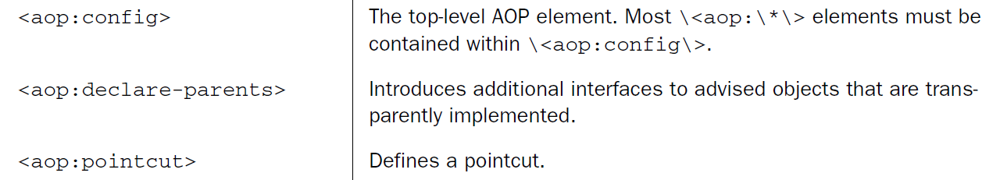 <aop:config> The top-level AOP element. Most \<aop:\*\> elements must be
contained within \<aop:config\>.
<aop:declare-parents> Introduces additional interfaces to advised objects that are trans-
parently implemented.
<aop:pointcut> Defines a pointcut.